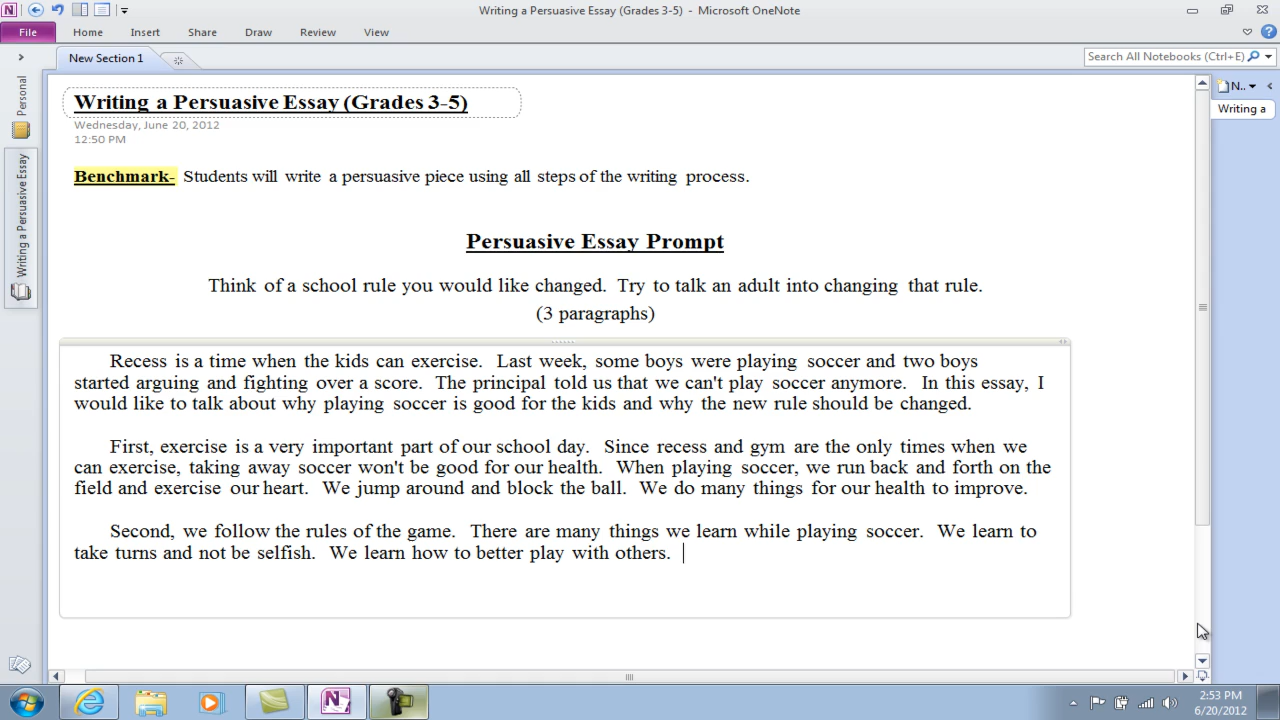 Writing a Persuasive Essay (Grades 3-5) - Microsoft OneNote
File Home Insert Share Draw Review View
New Section 1
Search All Notebooks (Ctrl+E)
N..
Writing a
Personal
Writing a Persuasive Essay
Writing a Persuasive Essay (Grades 3-5)
Wednesday, June 20, 2012
12:50 PM
Benchmark- Students will write a persuasive piece using all steps of the writing process.
Persuasive Essay Prompt
Think of a school rule you would like changed. Try to talk an adult into changing that rule.
(3 paragraphs)
Recess is a time when the kids can exercise. Last week, some boys were playing soccer and two boys
started arguing and fighting over a score. The principal told us that we can't play soccer anymore. In this essay, I
would like to talk about why playing soccer is good for the kids and why the new rule should be changed.
First, exercise is a very important part of our school day. Since recess and gym are the only times when we
can exercise, taking away soccer won't be good for our health. When playing soccer, we run back and forth on the
field and exercise our heart. We jump around and block the ball. We do many things for our health to improve.
Second, we follow the rules of the game. There are many things we learn while playing soccer. We learn to
take turns and not be selfish. We learn how to better play with others.
2:53 PM
6/20/2012